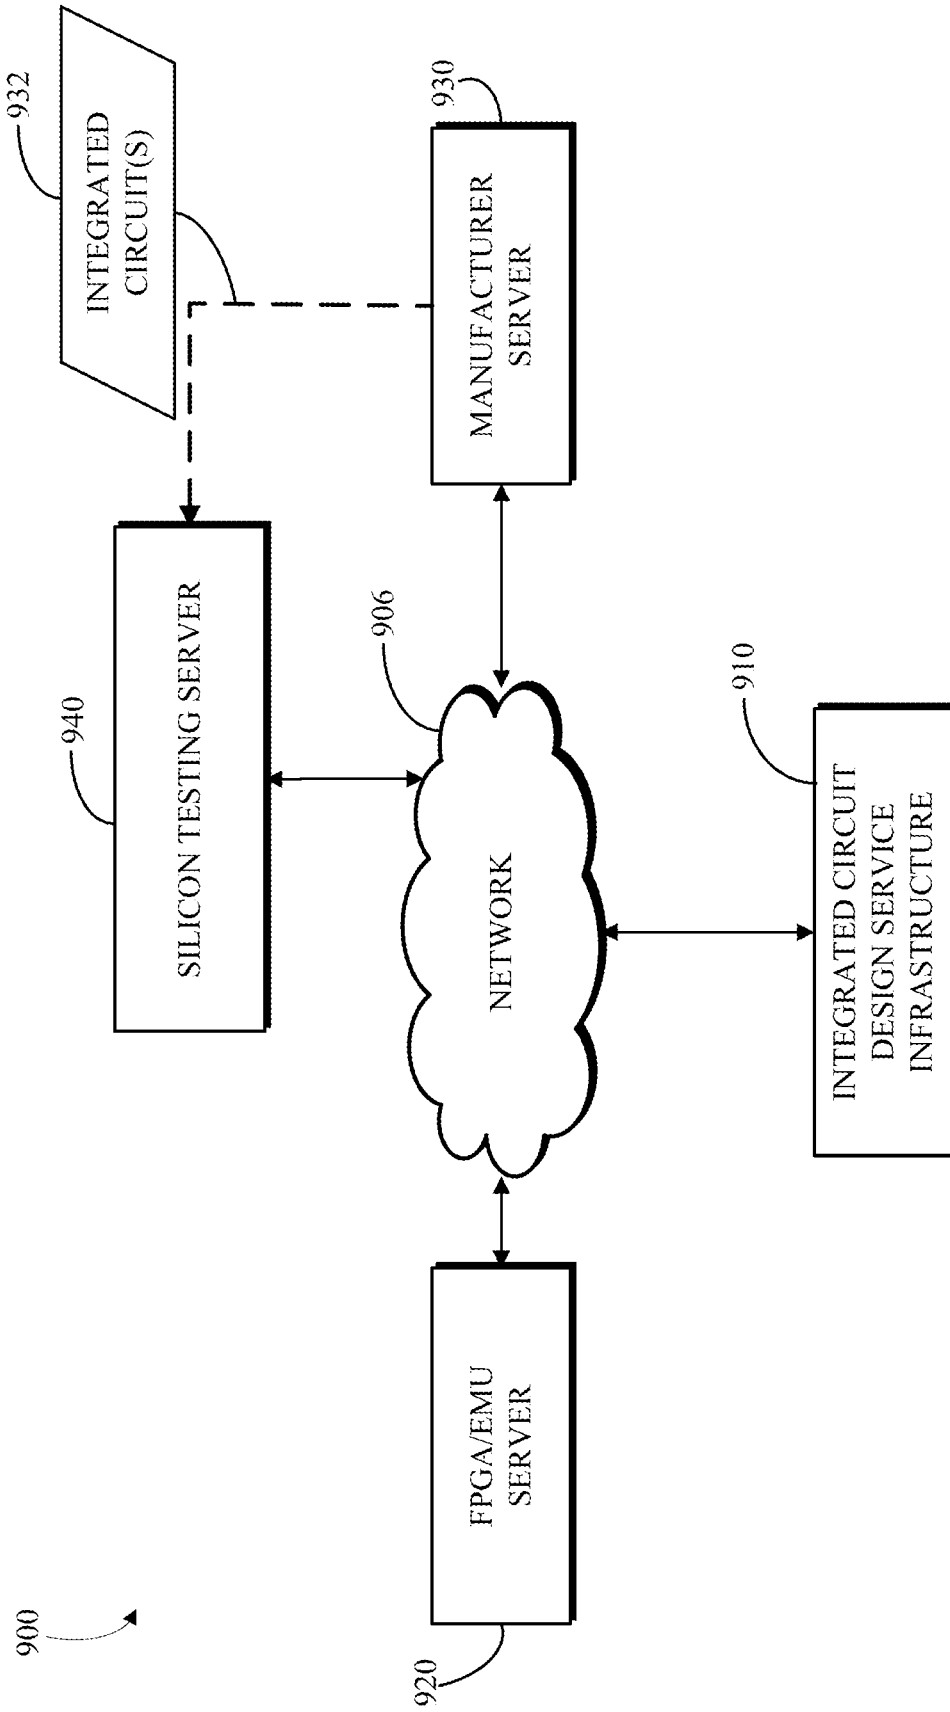 900
910
INTEGRATED CIRCUIT
DESIGN SERVICE
INFRASTRUCTURE
920
FPGA/EMU
SERVER
NETWORK
906
MANUFACTURER
SERVER
930
940
SILICON TESTING SERVER
932
INTEGRATED
CIRCUIT(S)